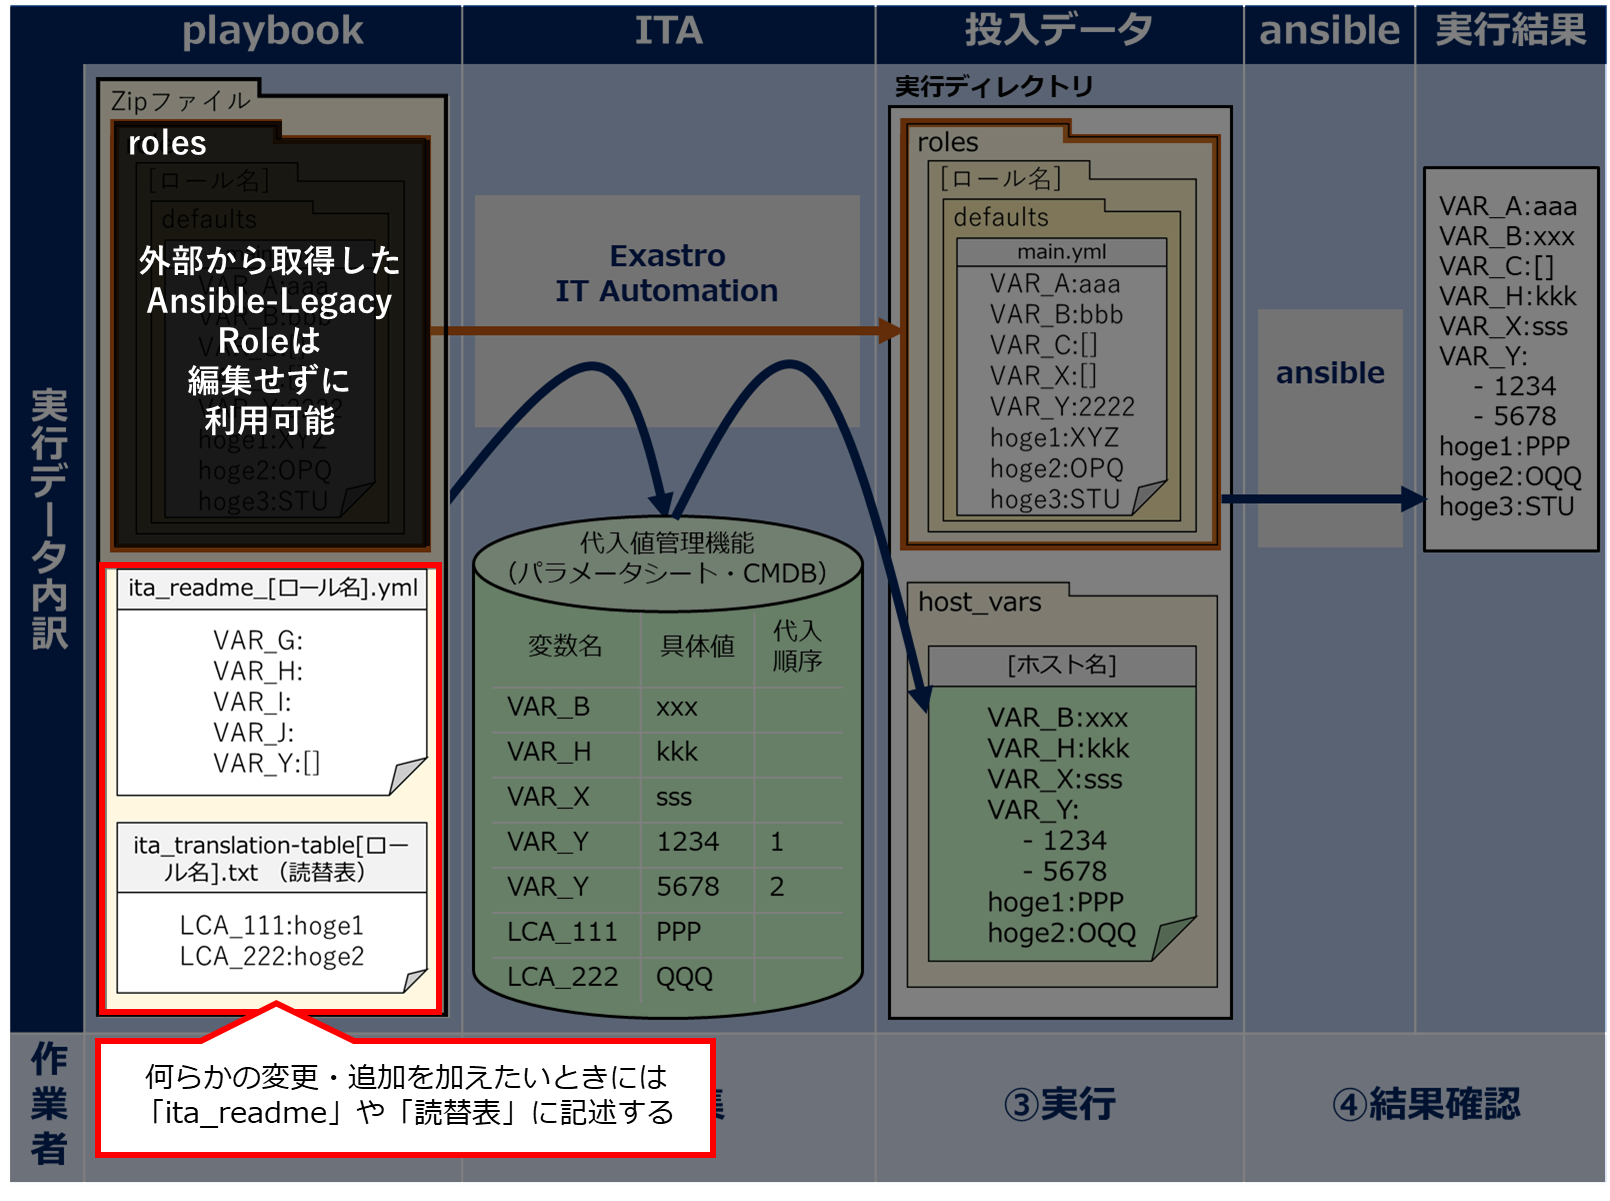 playbook
ITA
投入データ
ansible
実行結果
実行データ内訳
Zipファイル
roles
[ロール名]
defaults
外部から取得した
Ansible-Legacy
Roleは
編集せずに
利用可能
VAR_A:aaa
VAR_B:bbb
VAR_Y:2222
hoge1:XYZ
hoge2:OPQ
hoge3:STU
ita_readme_[ロール名].yml
VAR_G:
VAR_H:
VAR_I:
VAR_J:
VAR_Y:[]
ita_translation-table[ロー
ル名].txt （読替表）
LCA_111:hoge1
LCA_222:hoge2
Exastro
IT Automation
代入値管理機能
（パラメータシート・CMDB）
変数名 具体値 代入
順序
VAR_B xxx
VAR_H kkk
VAR_X sss
VAR_Y 1234 1
VAR_Y 5678 2
LCA_111 PPP
LCA_222 QQQ
実行ディレクトリ
roles
[ロール名]
defaults
main.yml
VAR_A:aaa
VAR_B:bbb
VAR_C:[]
VAR_X:[]
VAR_Y:2222
hoge1:XYZ
hoge2:OPQ
hoge3:STU
host_vars
[ホスト名]
VAR_B:xxx
VAR_H:kkk
VAR_X:sss
VAR_Y:
- 1234
- 5678
hoge1:PPP
hoge2:OQQ
ansible
VAR_A:aaa
VAR_B:xxx
VAR_C:[]
VAR_H:kkk
VAR_X:sss
VAR_Y:
- 1234
- 5678
hoge1:PPP
hoge2:OQQ
hoge3:STU
作業者
何らかの変更・追加を加えたいときには
「ita_readme」や「読替表」に記述する
③実行
④結果確認